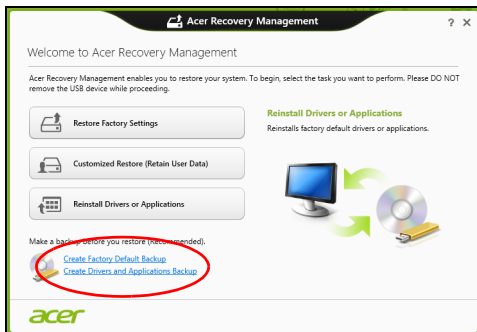 Acer Recovery Management
? X
Welcome to Acer Recovery Management
Acer Recovery Management enables you to restore your system. To begin, select the task you want to perform. Please DO NOT
remove the USB device while proceeding.
Restore Factory Settings
Customized Restore (Retain User Data)
Reinstall Drivers or Applications
Reinstall Drivers or Applications
Reinstalls factory default drivers or applications.
Make a backup before you restore (Recommended).
Create Factory Default Backup
Create Drivers and Applications Backup
acer